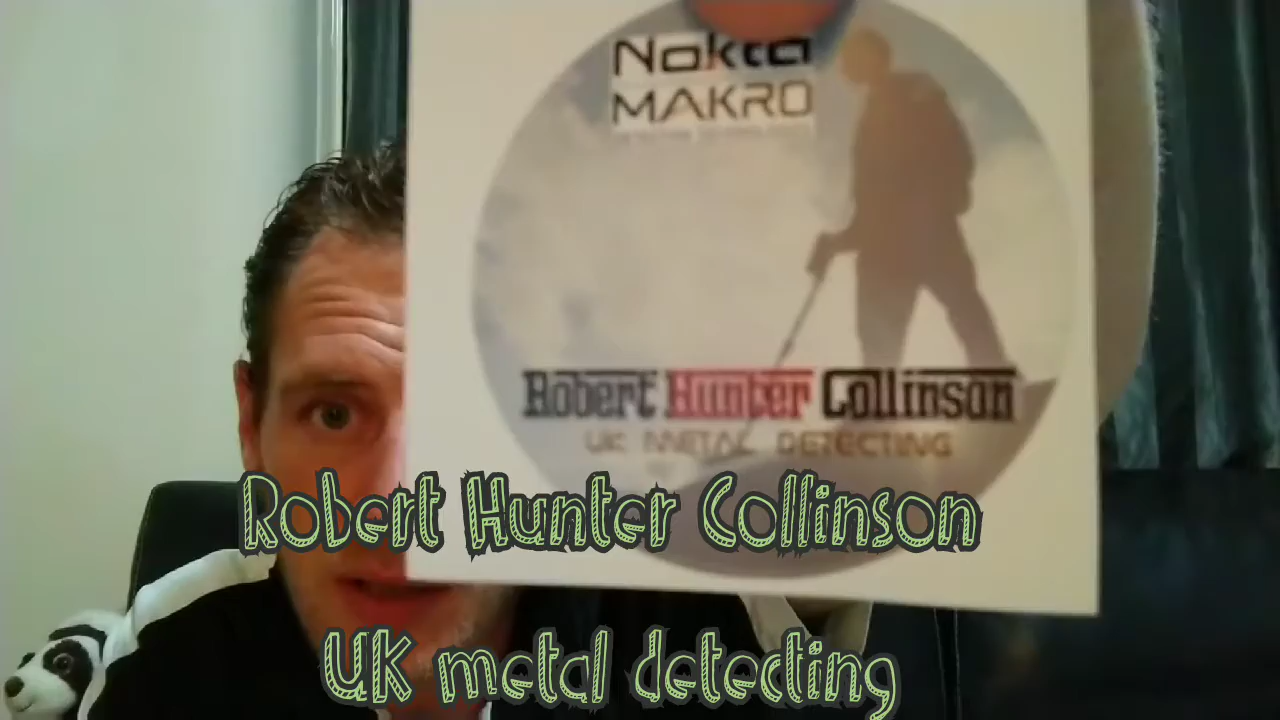 Nokta
MAKRO
Robert Hunter Collinson
UK METAL DETECTING
Robert Hunter Collinson
UK metal detecting